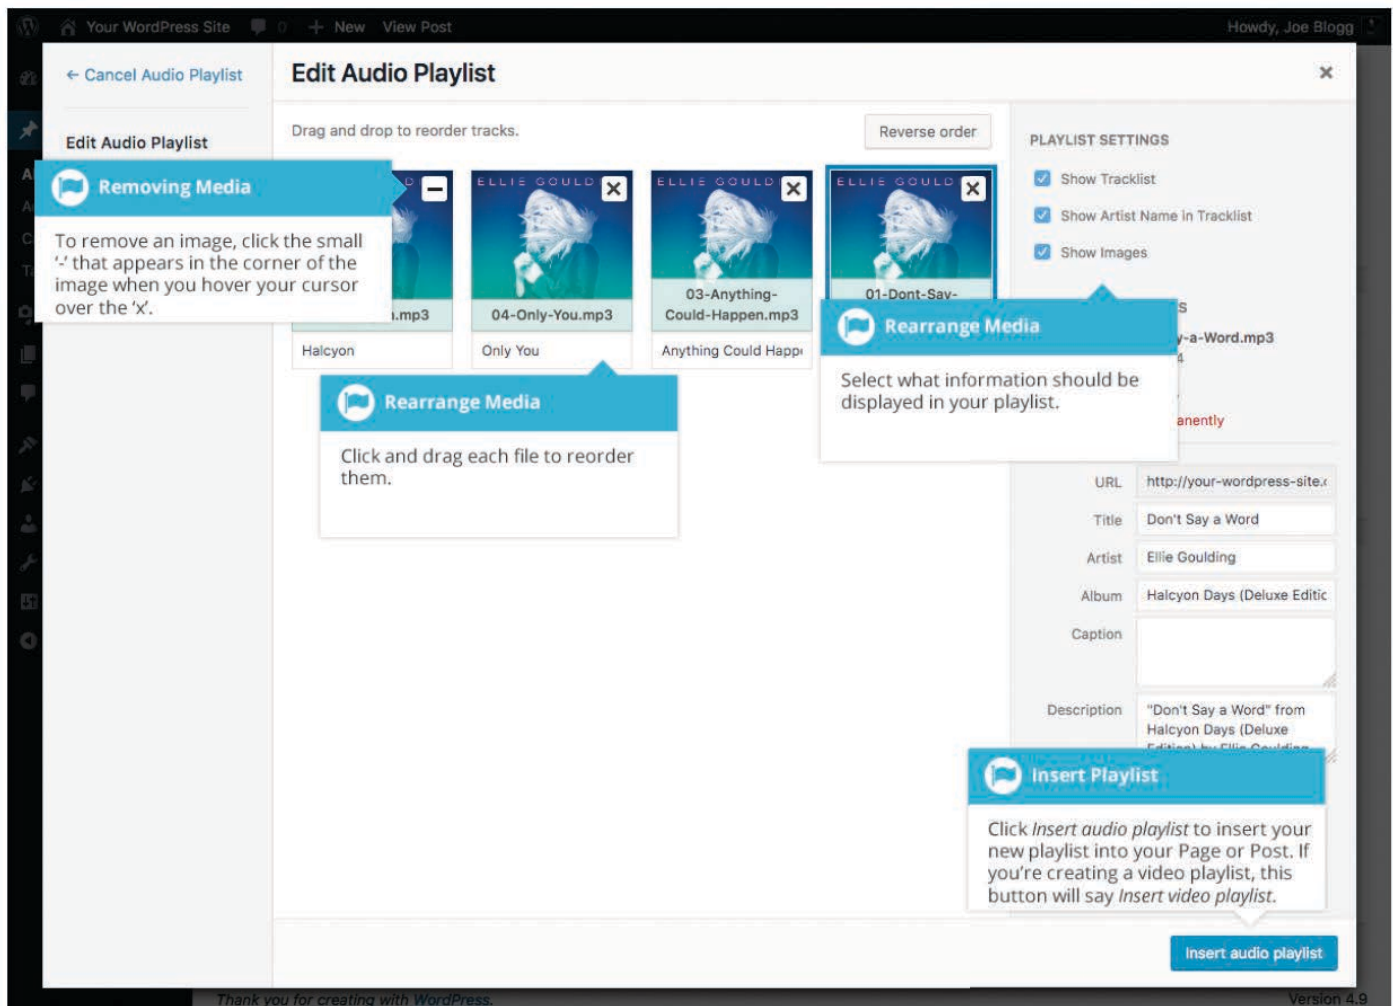 Your WordPress Site 0 + New View Post
Howdy, Joe Blogg
← Cancel Audio Playlist
Edit Audio Playlist
Edit Audio Playlist
×
Drag and drop to reorder tracks.
Reverse order
Removing Media
To remove an image, click the small
‘-’ that appears in the corner of the
image when you hover your cursor
over the ‘x’.
ELLIE GOULD
ELLIE GOULD
ELLIE GOULD
.mp3
04-Only-You.mp3
03-Anything-
Could-Happen.mp3
01-Dont-Say-
Halcyon
Only You
Anything Could Happ
Rearrange Media
Click and drag each file to reorder
them.
PLAYLIST SETTINGS
Show Tracklist
Show Artist Name in Tracklist
Show Images
Rearrange Media
Select what information should be
displayed in your playlist.
S
y-a-Word.mp3
4
anently
URL http://your-wordpress-site.c
Title Don't Say a Word
Artist Ellie Goulding
Album Halcyon Days (Deluxe Editic
Caption
Description "Don't Say a Word" from
Halcyon Days (Deluxe
Edition) by Ellie Goulding
Insert Playlist
Click Insert audio playlist to insert your
new playlist into your Page or Post. If
you’re creating a video playlist, this
button will say Insert video playlist.
Insert audio playlist
Thank you for creating with WordPress.
Version 4.9